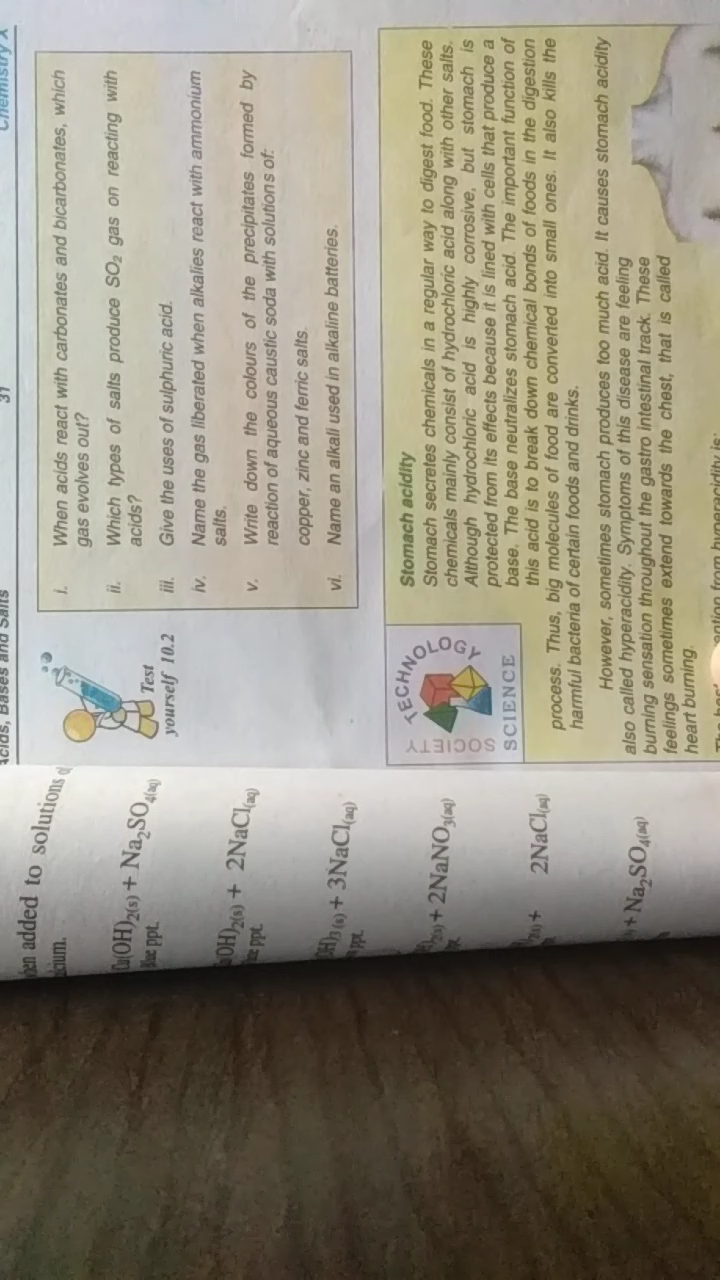 Acids, Bases and Salts
31
Chemistry X
Test
yourself 10.2
i. When acids react with carbonates and bicarbonates, which
gas evolves out?
ii. Which types of salts produce SO₂ gas on reacting with
acids?
iii. Give the uses of sulphuric acid.
iv. Name the gas liberated when alkalies react with ammonium
salts.
v. Write down the colours of the precipitates formed by
reaction of aqueous caustic soda with solutions of:
copper, zinc and ferric salts.
vi. Name an alkali used in alkaline batteries.
SOCIETY
TECHNOLOGY
SCIENCE
Stomach acidity
Stomach secretes chemicals in a regular way to digest food. These
chemicals mainly consist of hydrochloric acid along with other salts.
Although hydrochloric acid is highly corrosive, but stomach is
protected from its effects because it is lined with cells that produce a
base. The base neutralizes stomach acid. The important function of
this acid is to break down chemical bonds of foods in the digestion
process. Thus, big molecules of food are converted into small ones. It also kills the
harmful bacteria of certain foods and drinks.
However, sometimes stomach produces too much acid. It causes stomach acidity
also called hyperacidity. Symptoms of this disease are feeling
burning sensation throughout the gastro intestinal track. These
feelings sometimes extend towards the chest, that is called
heart burning.
from hyperacidity is:
added to solutions
(OH)₂(s) + Na₂SO₄(aq)
ppt.
(OH)₂(s) + 2NaCl(aq)
ppt.
)₃(s) + 3NaCl(aq)
ppt.
₂(s) + 2NaNO₃(aq)
₂(s) + 2NaCl(aq)
+ Na₂SO₄(aq)